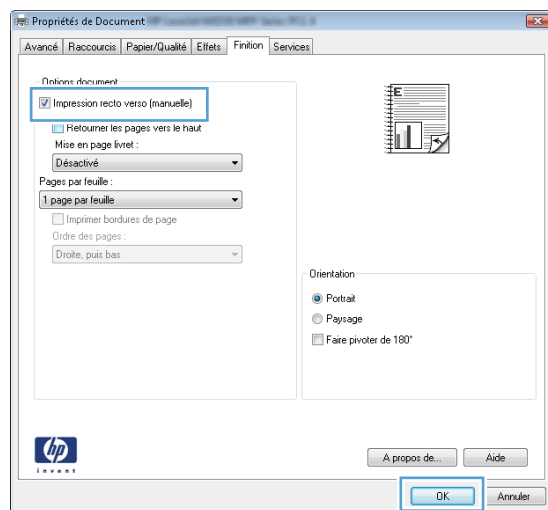 Propriétés de Document
Avancé Raccourcis Papier/Qualité Effets Finition Services
Options document
Impression recto verso (manuelle)
Retourner les pages vers le haut
Mise en page livret :
Désactivé
Pages par feuille :
1 page par feuille
Imprimer bordures de page
Ordre des pages :
Droite, puis bas
E
Orientation
Portrait
Paysage
Faire pivoter de 180°
hp
invent
A propos de... Aide
OK Annuler